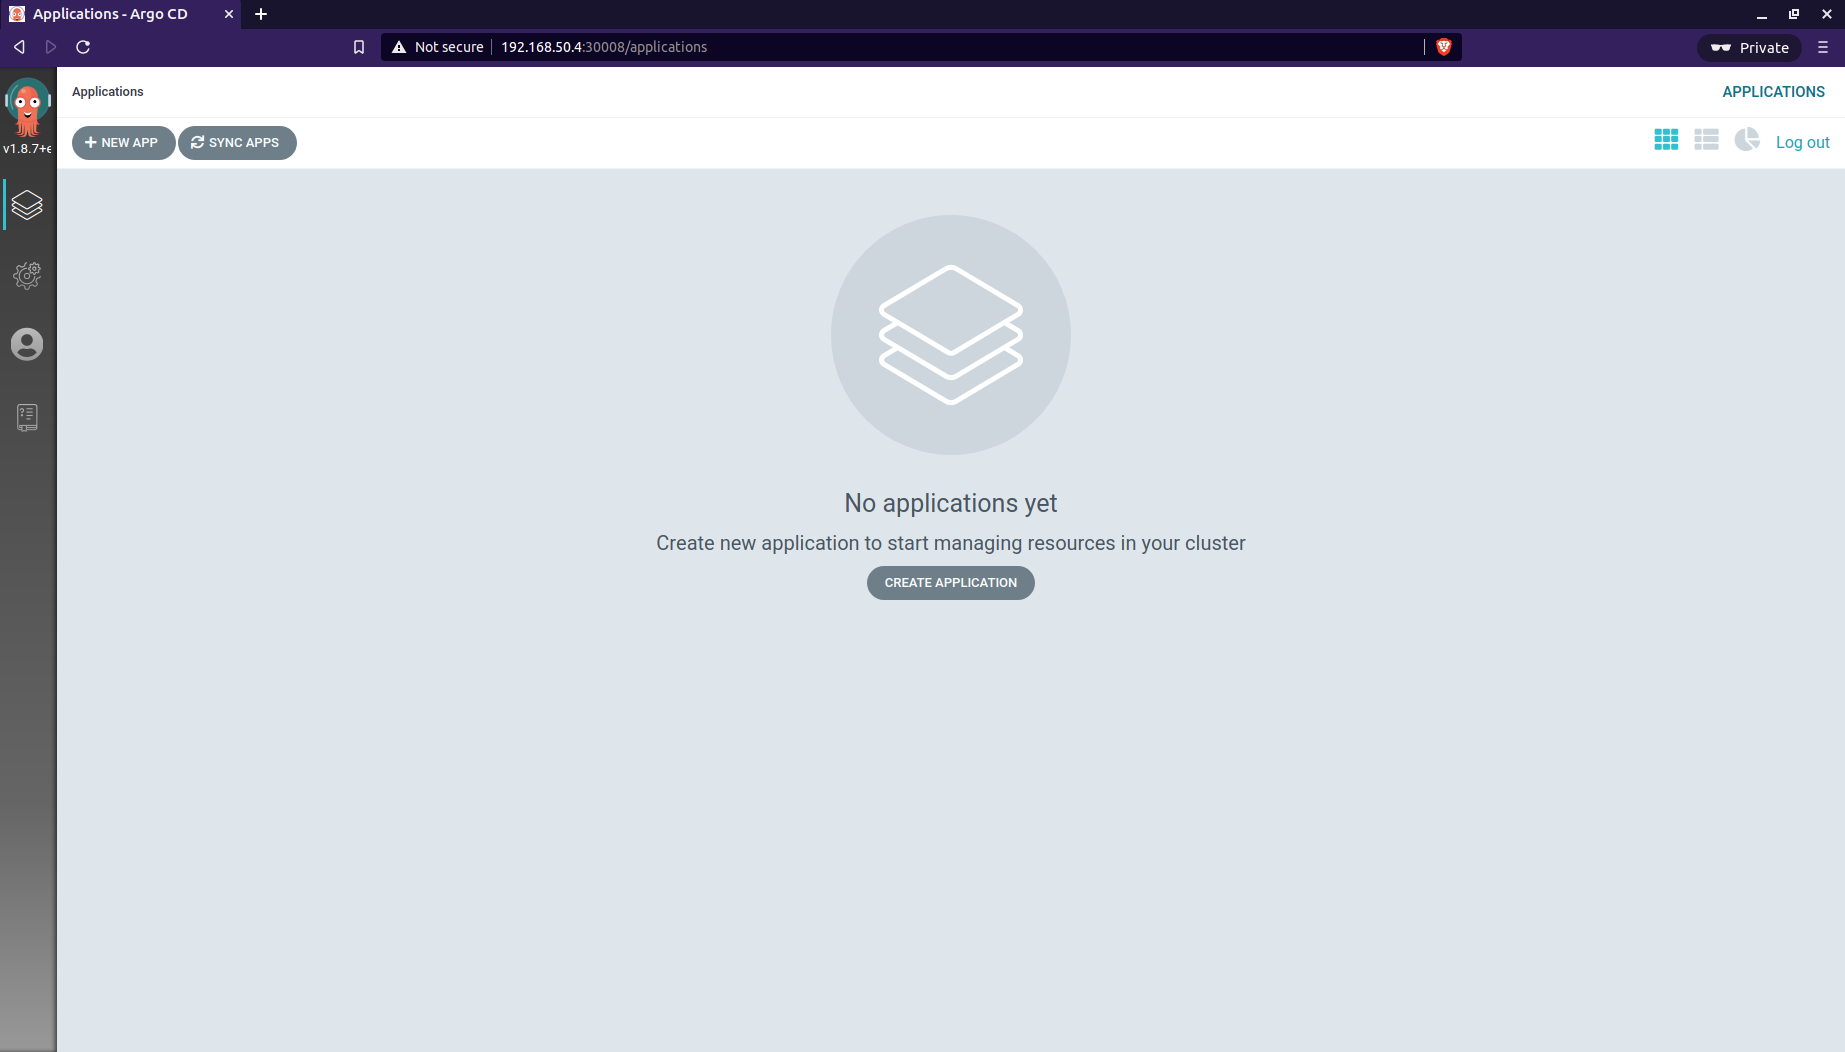 Applications - Argo CD
Not secure
192.168.50.4:30008/applications
Private
v1.8.7+e
Applications
APPLICATIONS
NEW APP
SYNC APPS
Log out
No applications yet
Create new application to start managing resources in your cluster
CREATE APPLICATION